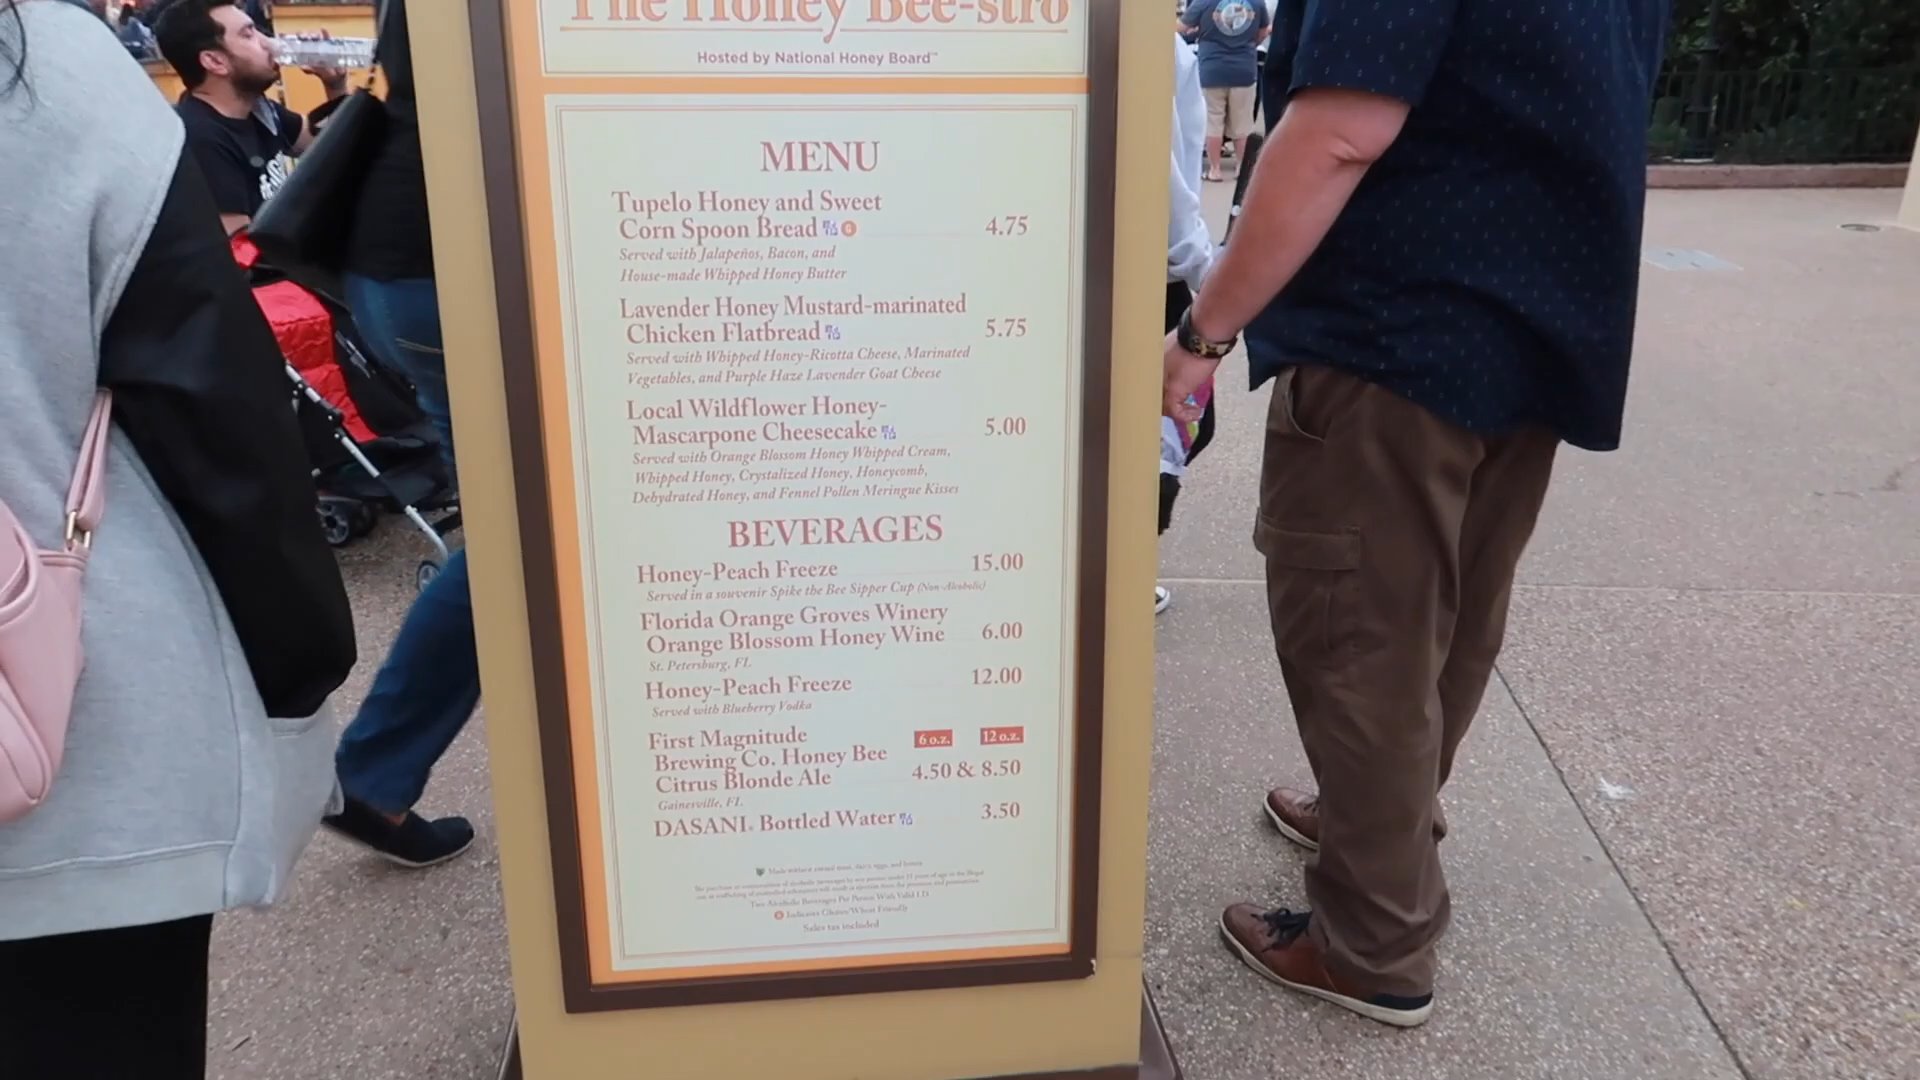 The Honey Bee-stro
Hosted by National Honey Board™
MENU
Tupelo Honey and Sweet
Corn Spoon Bread 4.75
Served with Jalapeños, Bacon, and
House-made Whipped Honey Butter
Lavender Honey Mustard-marinated
Chicken Flatbread 5.75
Served with Whipped Honey-Ricotta Cheese, Marinated
Vegetables, and Purple Haze Lavender Goat Cheese
Local Wildflower Honey-
Mascarpone Cheesecake 5.00
Served with Orange Blossom Honey Whipped Cream,
Whipped Honey, Crystalized Honey, Honeycomb,
Dehydrated Honey, and Fennel Pollen Meringue Kisses
BEVERAGES
Honey-Peach Freeze 15.00
Served in a souvenir Spike the Bee Sipper Cup (Non-Alcoholic)
Florida Orange Groves Winery
Orange Blossom Honey Wine 6.00
St. Petersburg, FL
Honey-Peach Freeze 12.00
Served with Blueberry Vodka
First Magnitude 6 o.z. 12 o.z.
Brewing Co. Honey Bee
Citrus Blonde Ale 4.50 & 8.50
Gainesville, FL
DASANI® Bottled Water 3.50
Two Alcoholic Beverages Per Person With Valid I.D.
G Indicates Gluten/Wheat Friendly
Sales tax included